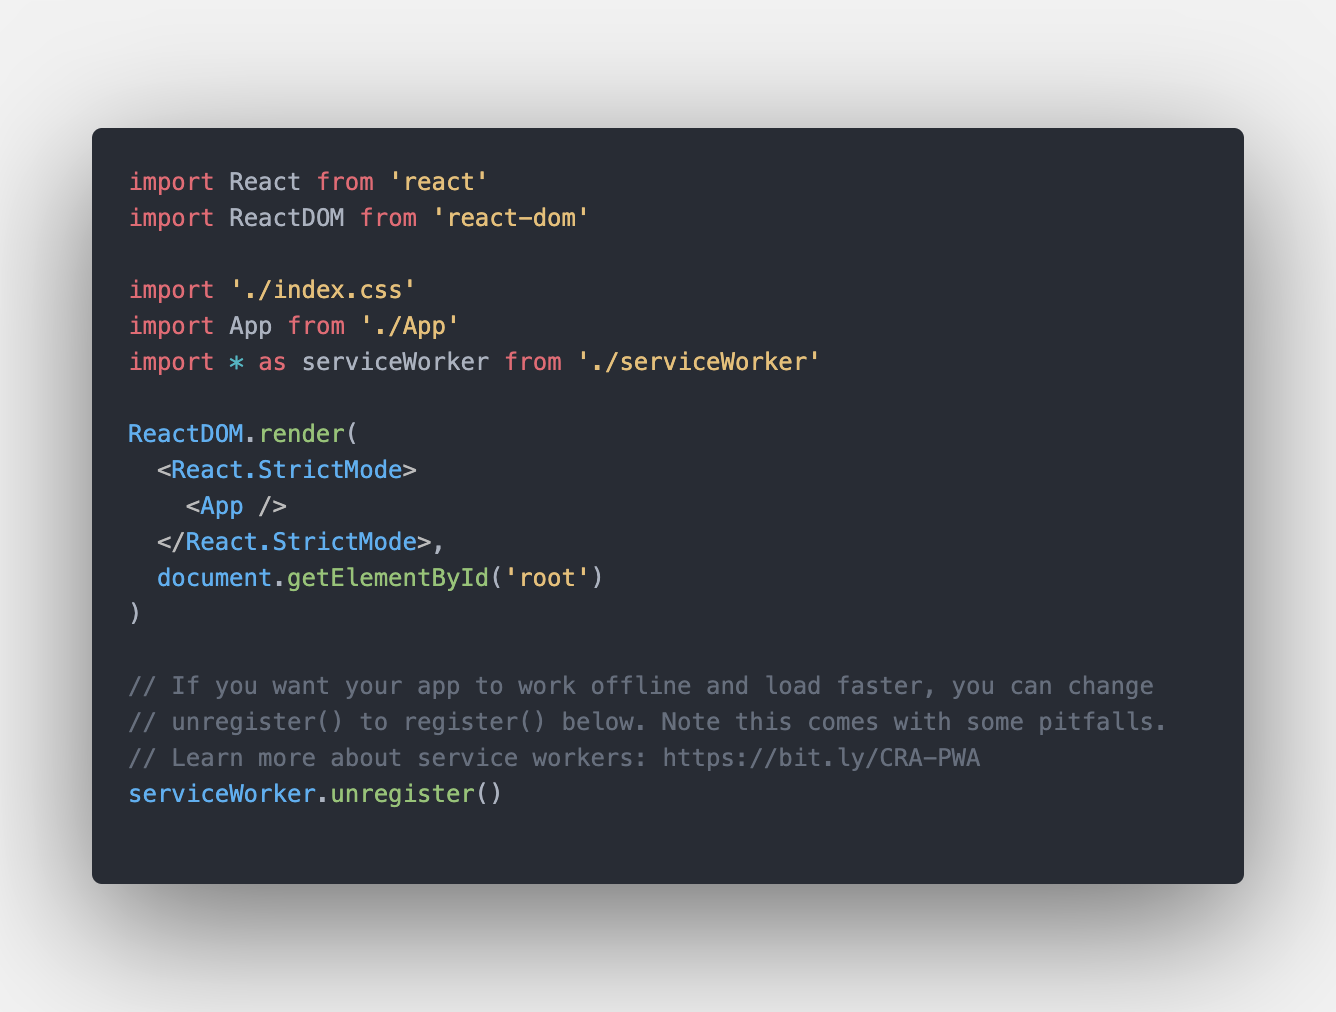 import React from 'react'
import ReactDOM from 'react-dom'

import './index.css'
import App from './App'
import * as serviceWorker from './serviceWorker'

ReactDOM.render(
  <React.StrictMode>
    <App />
  </React.StrictMode>,
  document.getElementById('root')
)

// If you want your app to work offline and load faster, you can change
// unregister() to register() below. Note this comes with some pitfalls.
// Learn more about service workers: https://bit.ly/CRA-PWA
serviceWorker.unregister()